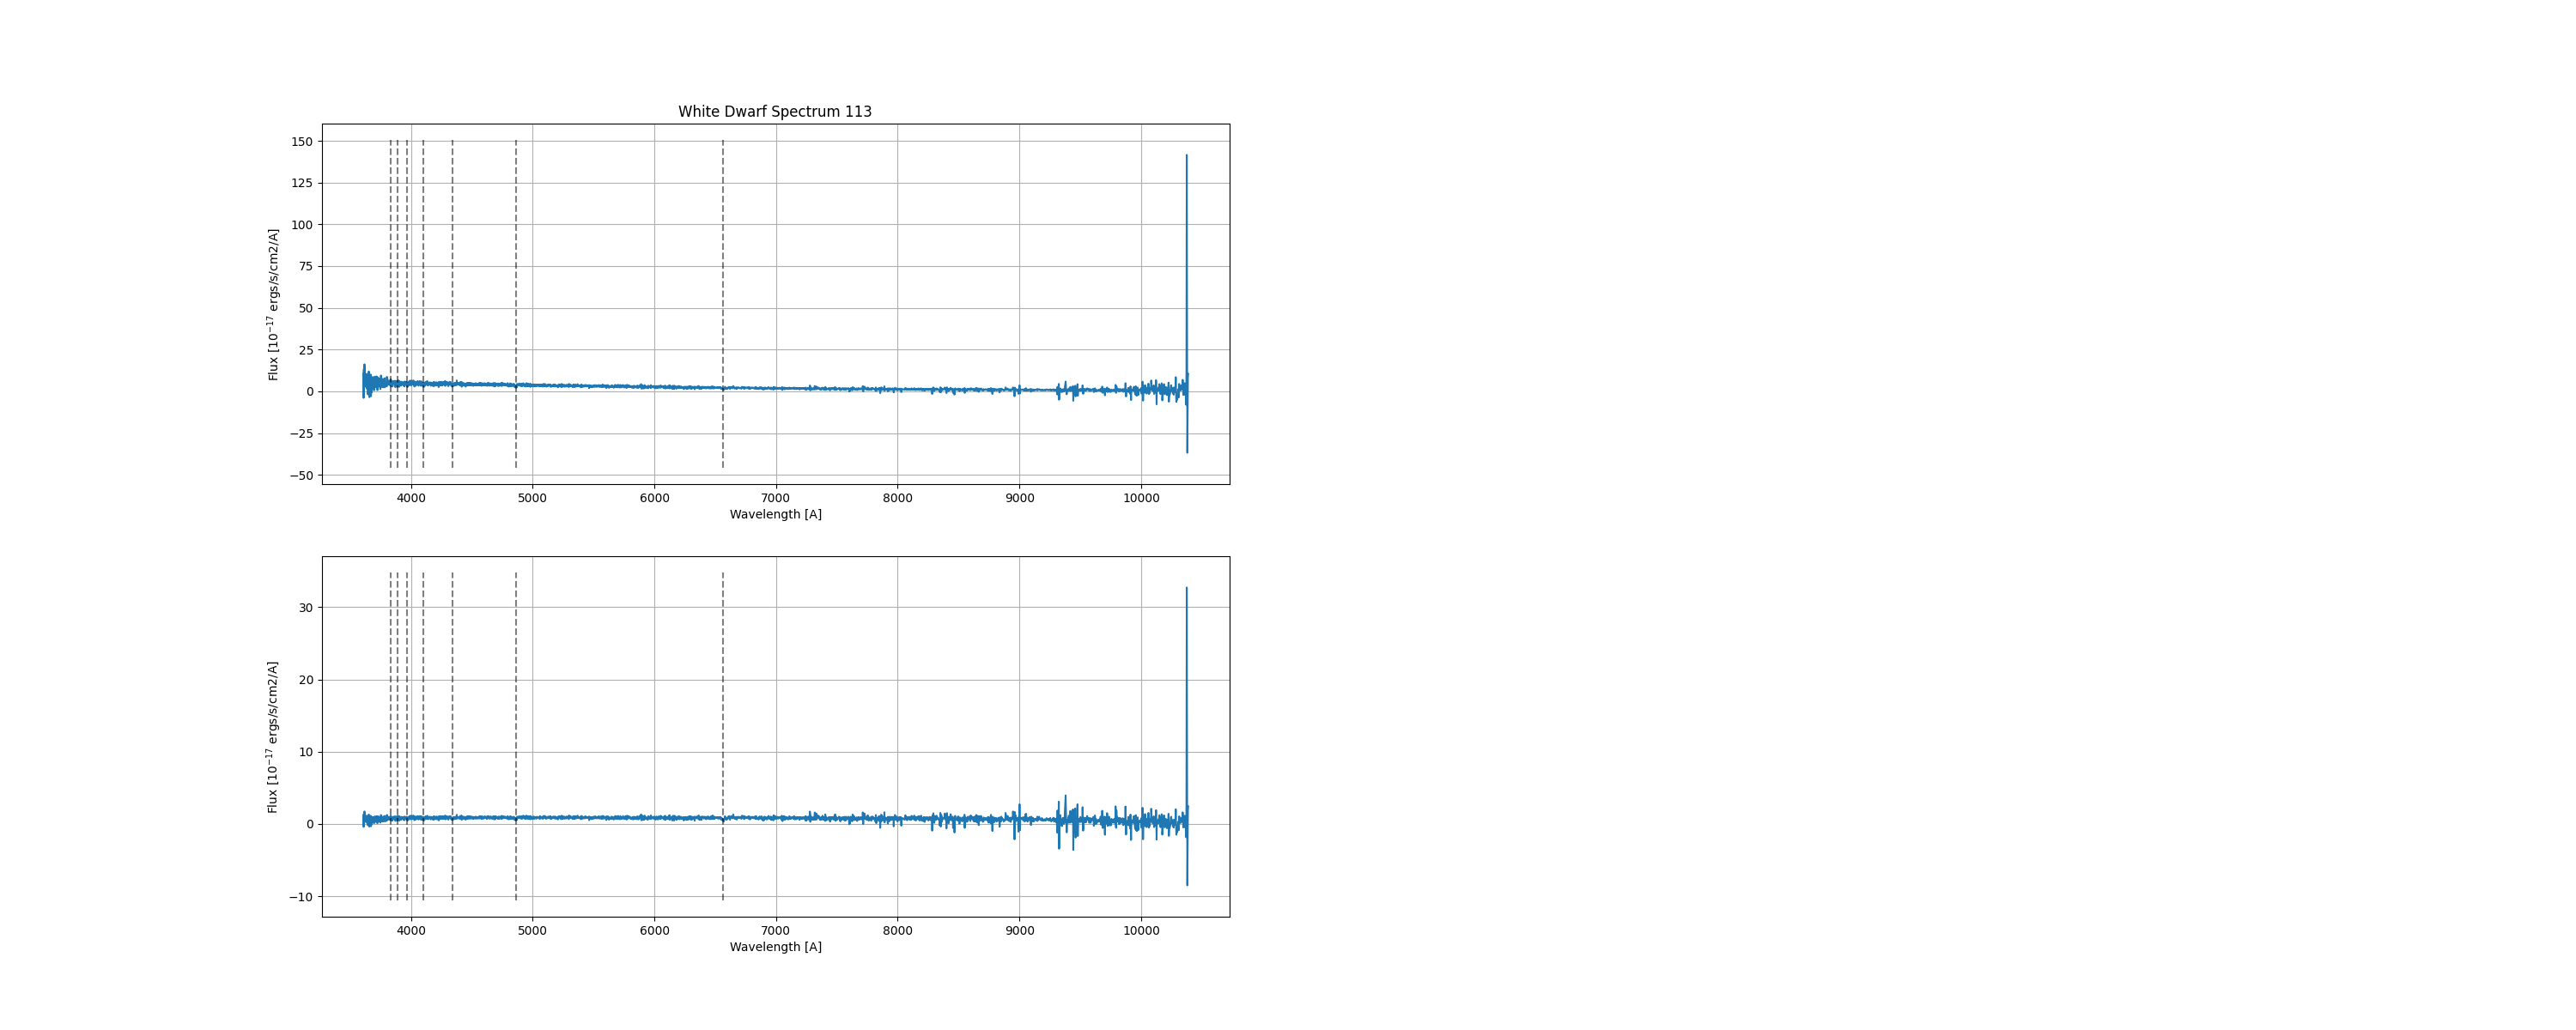 White Dwarf Spectrum 113
Flux [10⁻¹⁷ ergs/s/cm2/A]
150
125
100
75
50
25
0
−25
−50
4000 5000 6000 7000 8000 9000 10000
Wavelength [A]
Flux [10⁻¹⁷ ergs/s/cm2/A]
30
20
10
0
−10
4000 5000 6000 7000 8000 9000 10000
Wavelength [A]